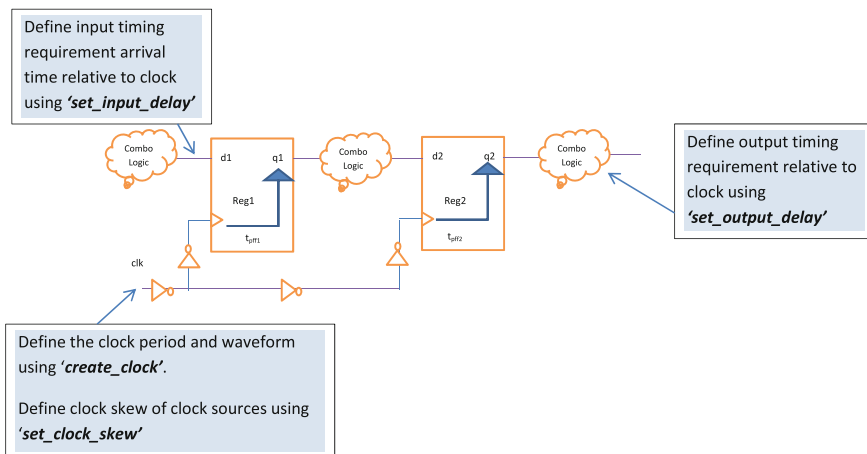 Define input timing
requirement arrival
time relative to clock
using ‘set_input_delay’
Combo
Logic
d1
q1
Reg1
tpff1
Combo
Logic
d2
q2
Reg2
tpff2
Combo
Logic
Define output timing
requirement relative to
clock using
‘set_output_delay’
clk
Define the clock period and waveform
using ‘create_clock’.
Define clock skew of clock sources using
‘set_clock_skew’